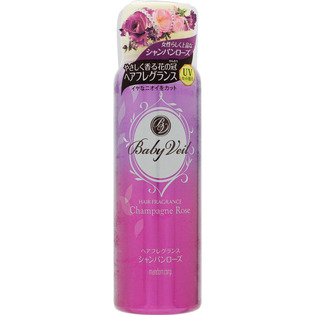 女性らしく上品な
シャンパンローズ
やさしく香る花の冠
ヘアフレグランス
イヤなニオイをカット
UV
Baby Veil
HAIR FRAGRANCE
Champagne Rose
ヘアフレグランス
シャンパンローズ